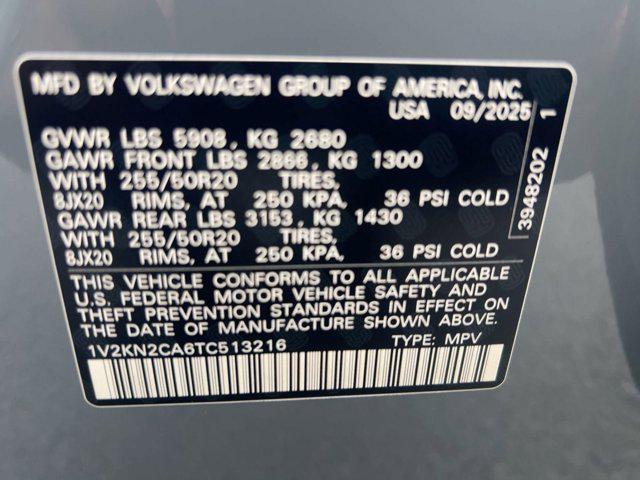 MFD BY VOLKSWAGEN GROUP OF AMERICA, INC.
USA 09/2025
GVWR LBS 5908, KG 2680
GAWR FRONT LBS 2866, KG 1300
WITH 255/50R20 TIRES,
8JX20 RIMS, AT 250 KPA, 36 PSI COLD
GAWR REAR LBS 3153, KG 1430
WITH 255/50R20 TIRES,
8JX20 RIMS, AT 250 KPA, 36 PSI COLD
THIS VEHICLE CONFORMS TO ALL APPLICABLE
U.S. FEDERAL MOTOR VEHICLE SAFETY AND
THEFT PREVENTION STANDARDS IN EFFECT ON
THE DATE OF MANUFACTURE SHOWN ABOVE.
1V2KN2CA6TC513216 TYPE: MPV
3948202 1